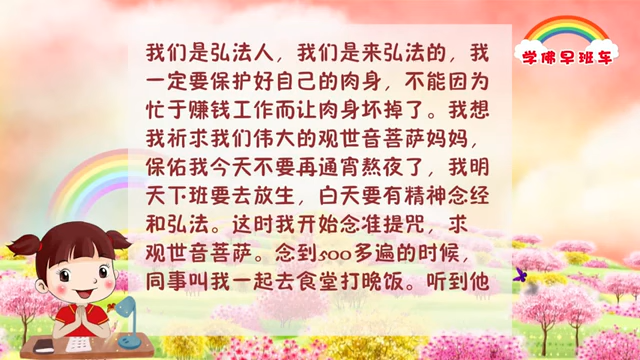 学佛早班车
我们是弘法人，我们是来弘法的，我
一定要保护好自己的肉身，不能因为
忙于赚钱工作而让肉身坏掉了。我想
我祈求我们伟大的观世音菩萨妈妈，
保佑我今天不要再通宵熬夜了，我明
天下班要去放生，白天要有精神念经
和弘法。这时我开始念准提咒，求
观世音菩萨。念到500多遍的时候，
同事叫我一起去食堂打晚饭。听到他